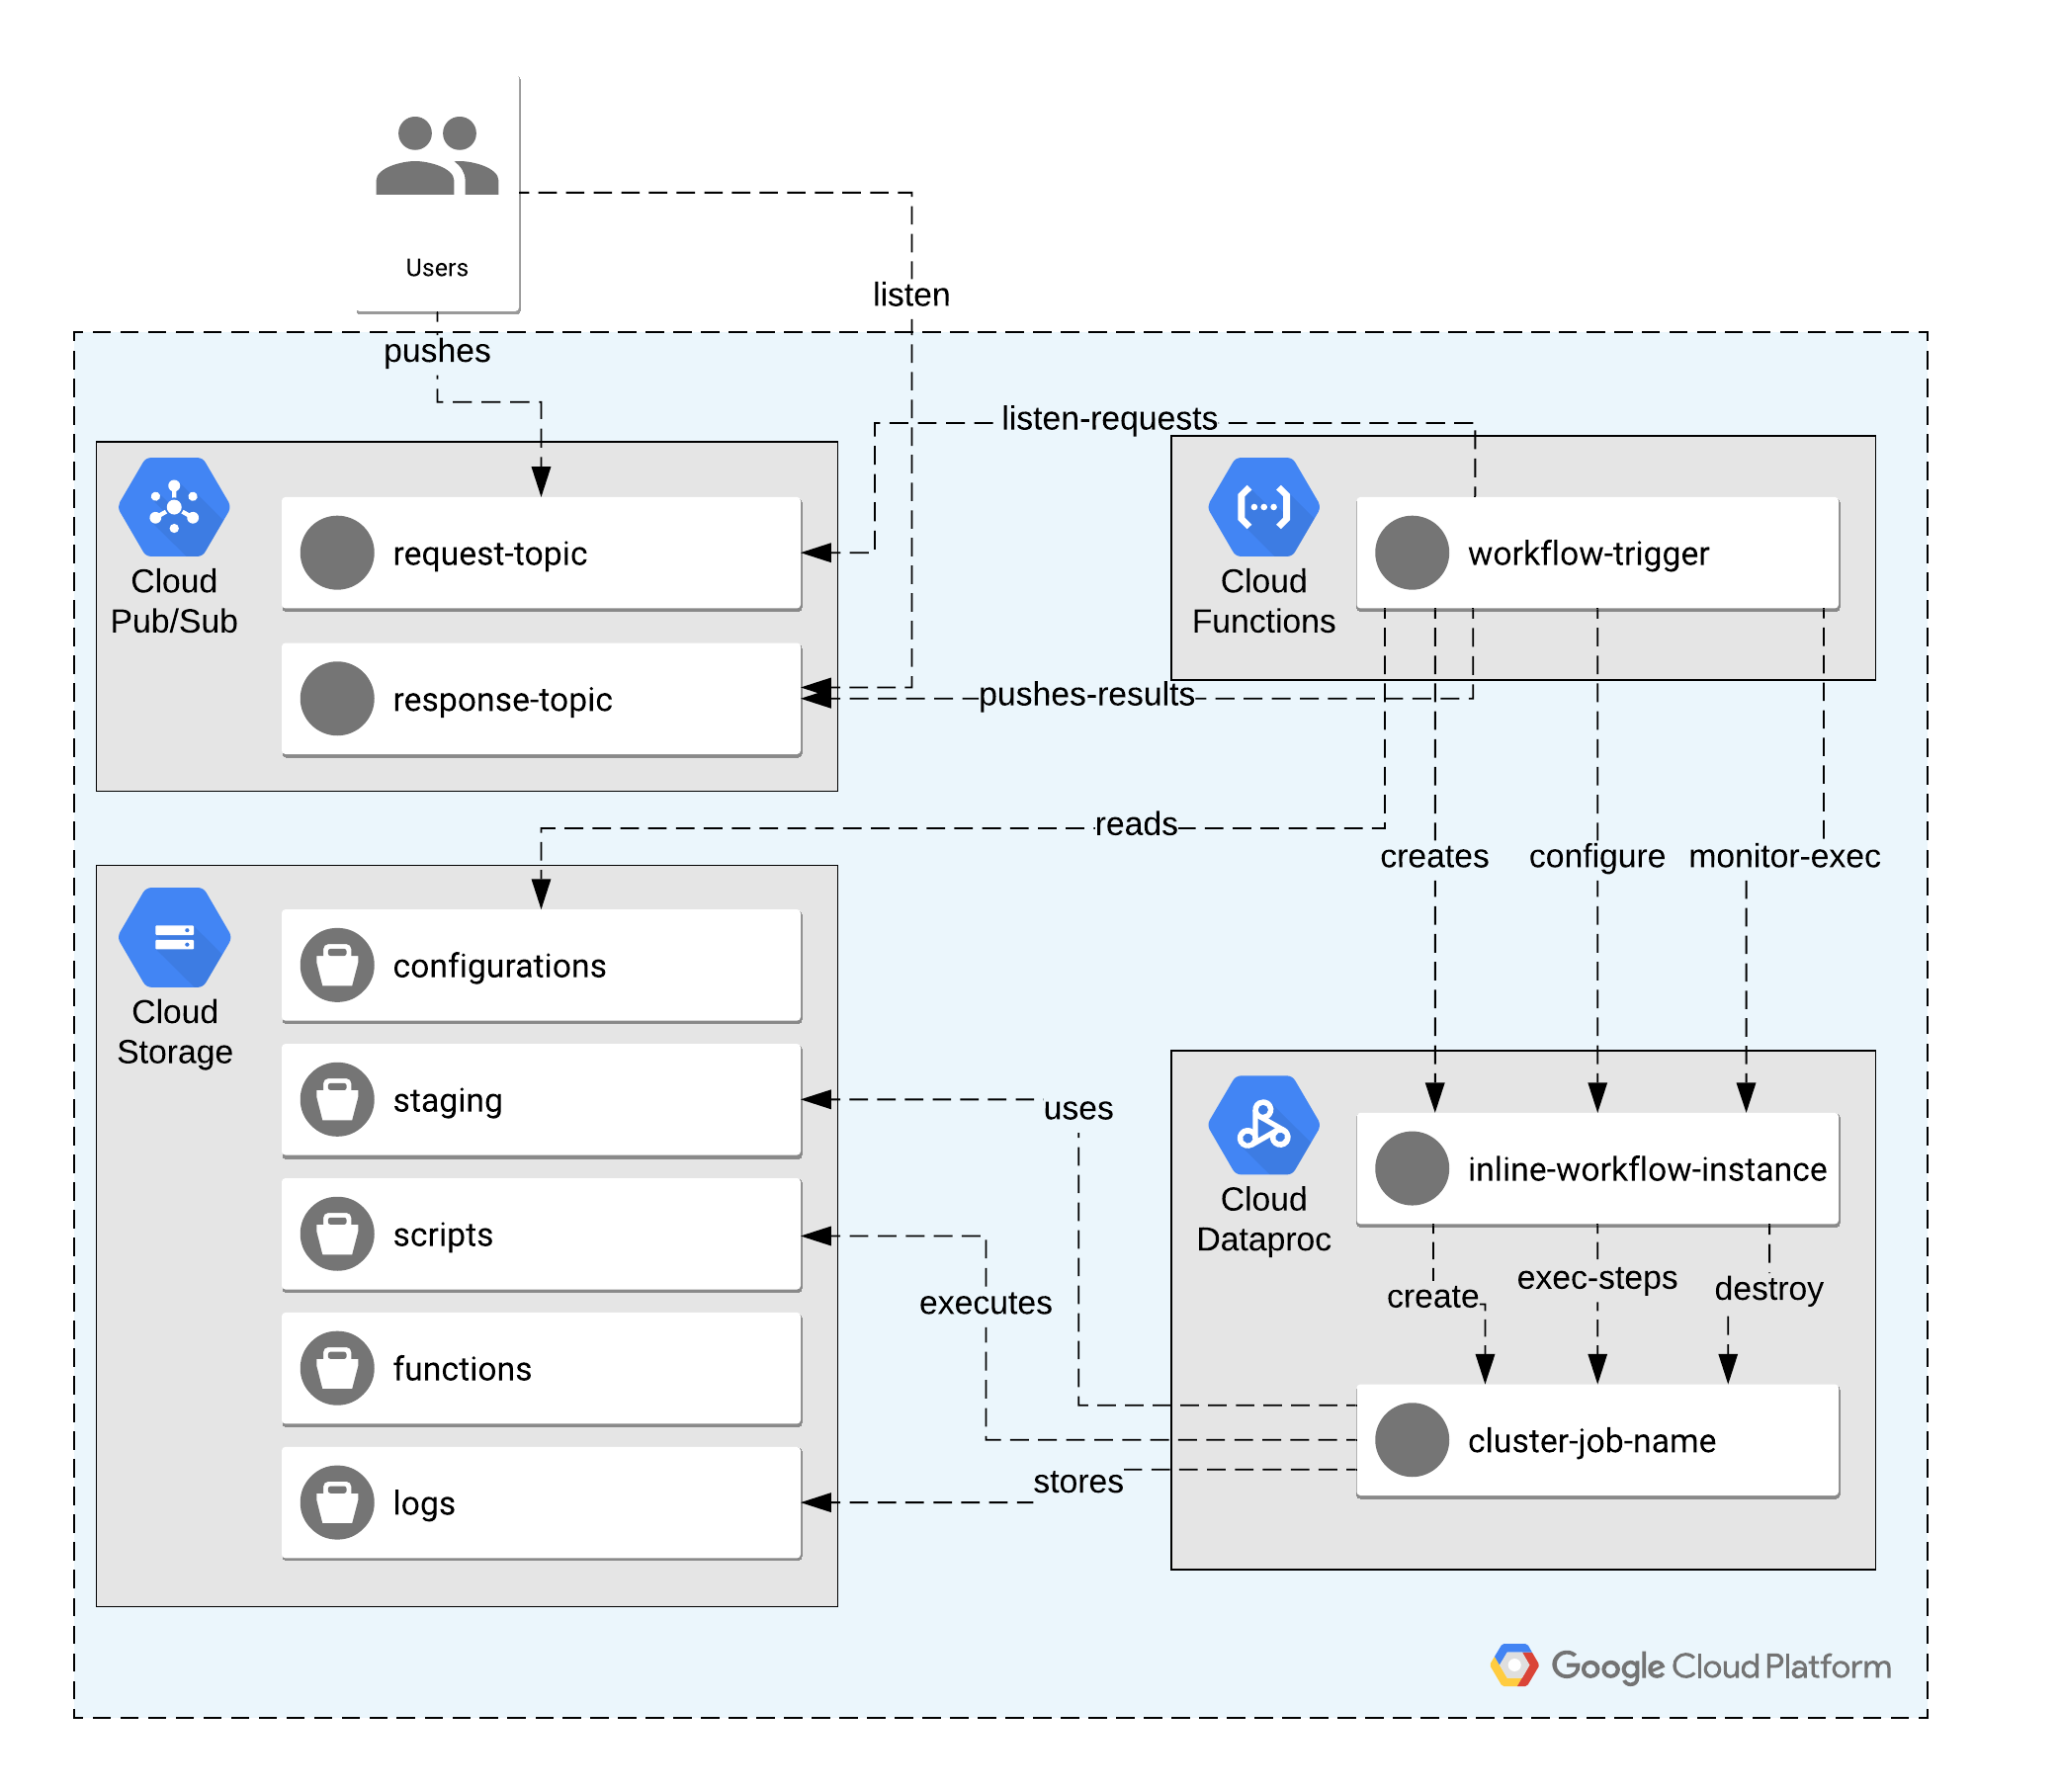 Users
listen
pushes
listen-requests
Cloud
Pub/Sub
request-topic
response-topic
Cloud
Functions
workflow-trigger
pushes-results
reads
creates
configure
monitor-exec
Cloud
Storage
configurations
staging
scripts
functions
logs
uses
executes
stores
Cloud
Dataproc
inline-workflow-instance
create
exec-steps
destroy
cluster-job-name
Google Cloud Platform